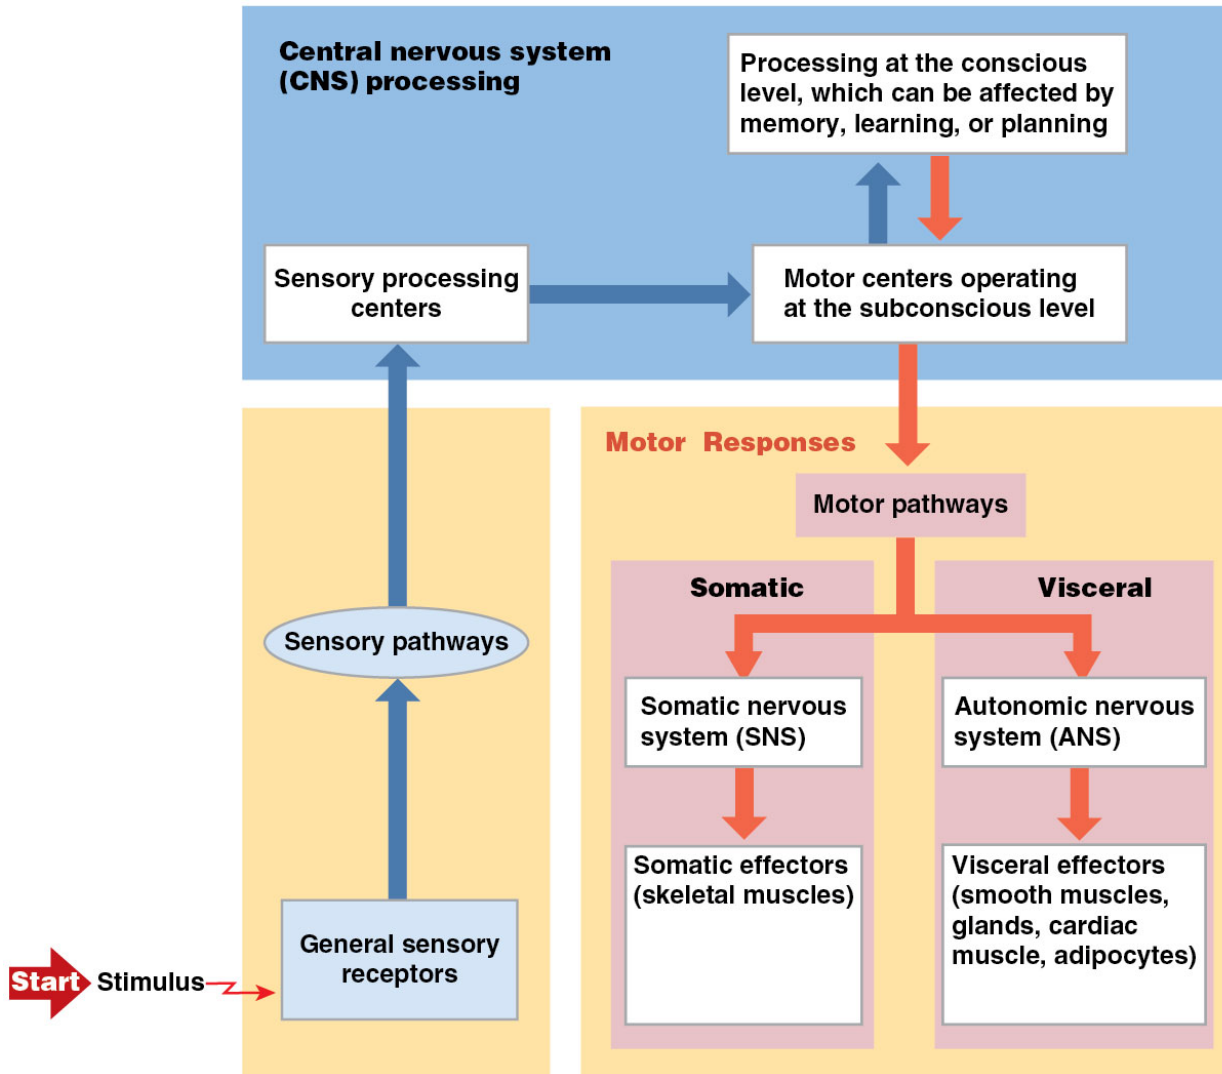 Central nervous system
(CNS) processing
Processing at the conscious
level, which can be affected by
memory, learning, or planning
Sensory processing
centers
Motor centers operating
at the subconscious level
Motor Responses
Motor pathways
Somatic
Visceral
Sensory pathways
Somatic nervous
system (SNS)
Autonomic nervous
system (ANS)
Somatic effectors
(skeletal muscles)
Visceral effectors
(smooth muscles,
glands, cardiac
muscle, adipocytes)
General sensory
receptors
Start
Stimulus